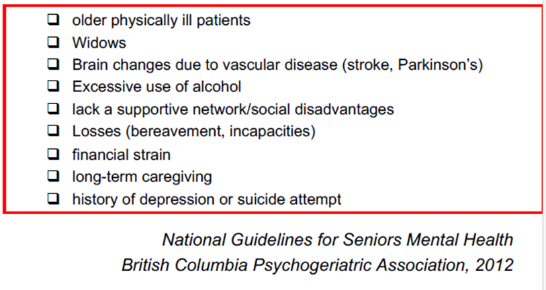 ❑ older physically ill patients
❑ Widows
❑ Brain changes due to vascular disease (stroke, Parkinson's)
❑ Excessive use of alcohol
❑ lack a supportive network/social disadvantages
❑ Losses (bereavement, incapacities)
❑ financial strain
❑ long-term caregiving
❑ history of depression or suicide attempt
National Guidelines for Seniors Mental Health
British Columbia Psychogeriatric Association, 2012